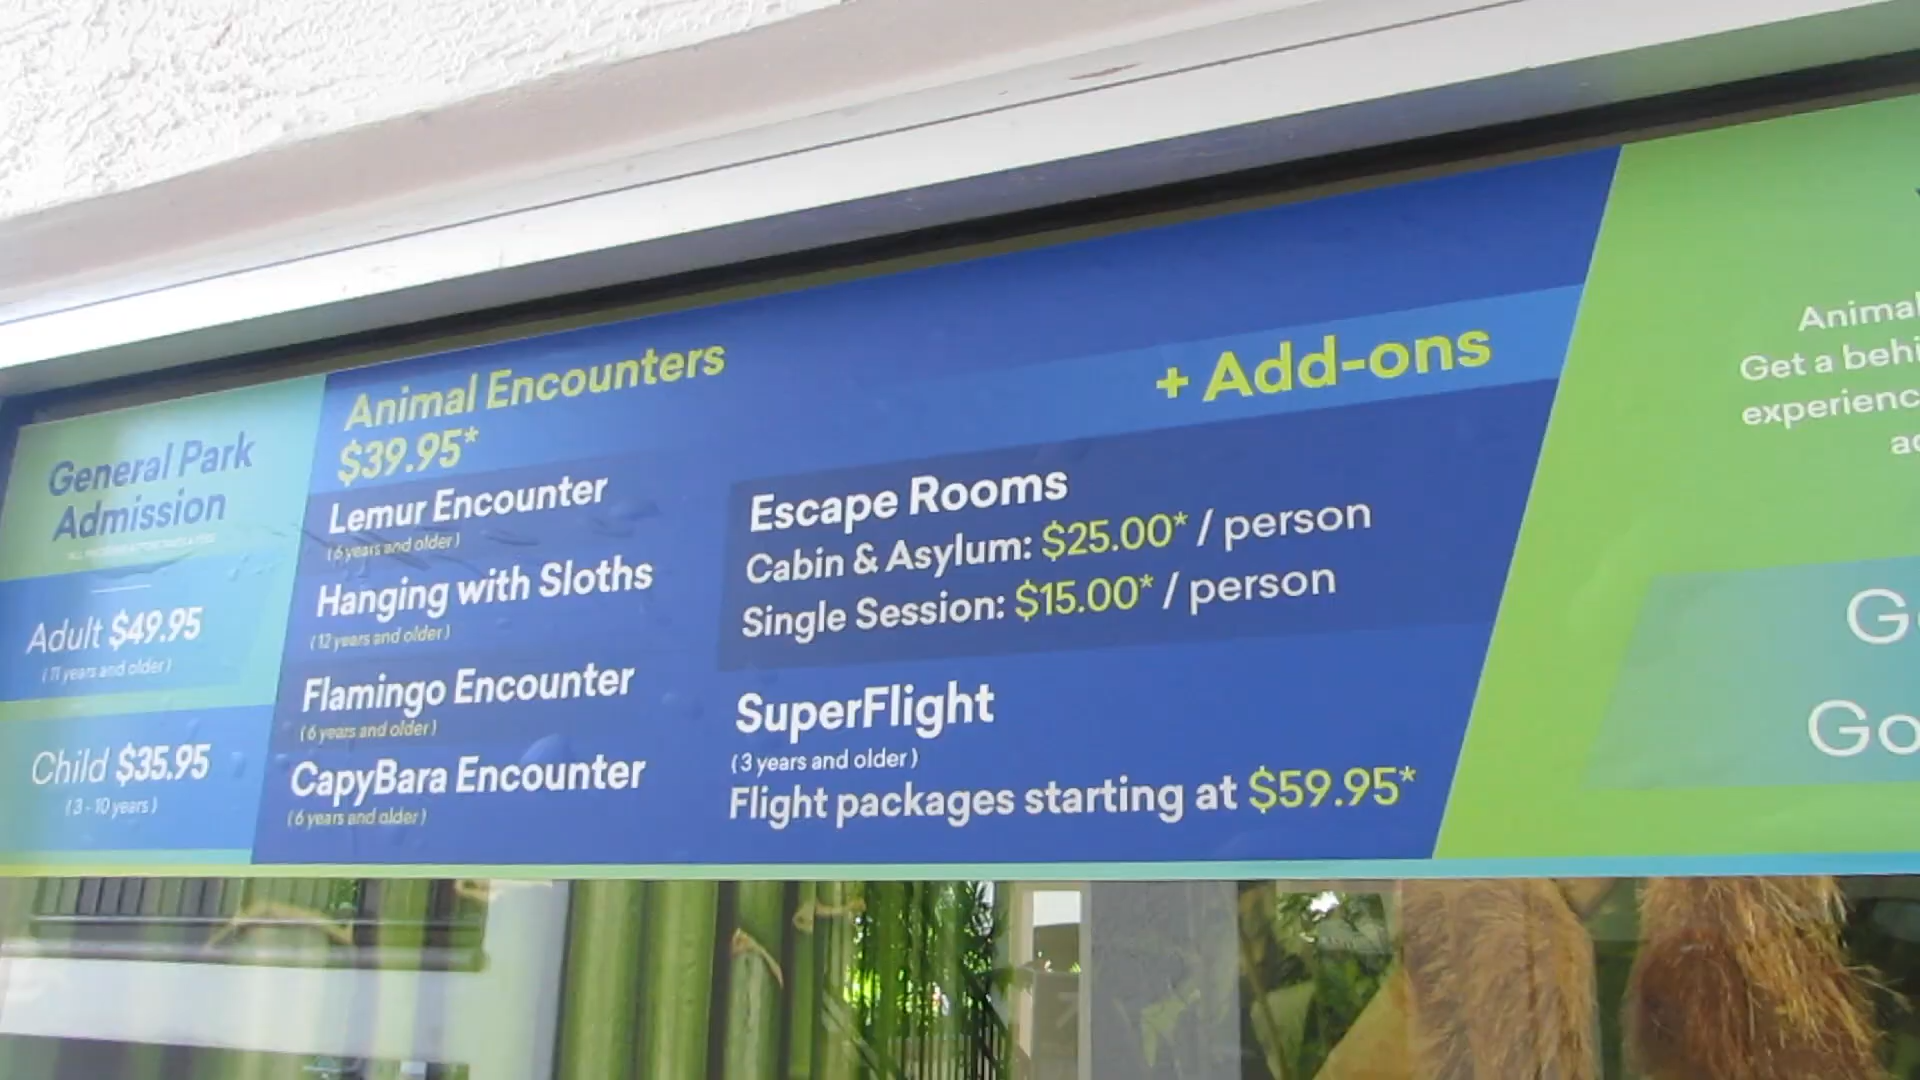 General Park
Admission
Adult $49.95
(11 years and older)
Child $35.95
(3 - 10 years)
Animal Encounters
$39.95*
Lemur Encounter
(6 years and older)
Hanging with Sloths
(12 years and older)
Flamingo Encounter
(6 years and older)
CapyBara Encounter
(6 years and older)
+ Add-ons
Escape Rooms
Cabin & Asylum: $25.00* / person
Single Session: $15.00* / person
SuperFlight
(3 years and older)
Flight packages starting at $59.95*
Animal
Get a behi
experienc